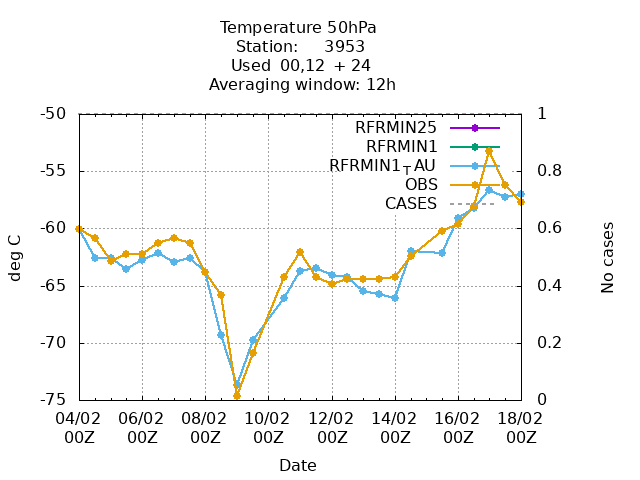 Temperature 50hPa
Station: 3953
Used 00,12 + 24
Averaging window: 12h
-50 1
RFRMIN25
RFRMIN1
-55 0.8
RFRMIN1TAU
OBS
CASES
-60 0.6
deg C
No cases
-65 0.4
-70 0.2
-75 0
04/02 06/02 08/02 10/02 12/02 14/02 16/02 18/02
00Z 00Z 00Z 00Z 00Z 00Z 00Z 00Z
Date